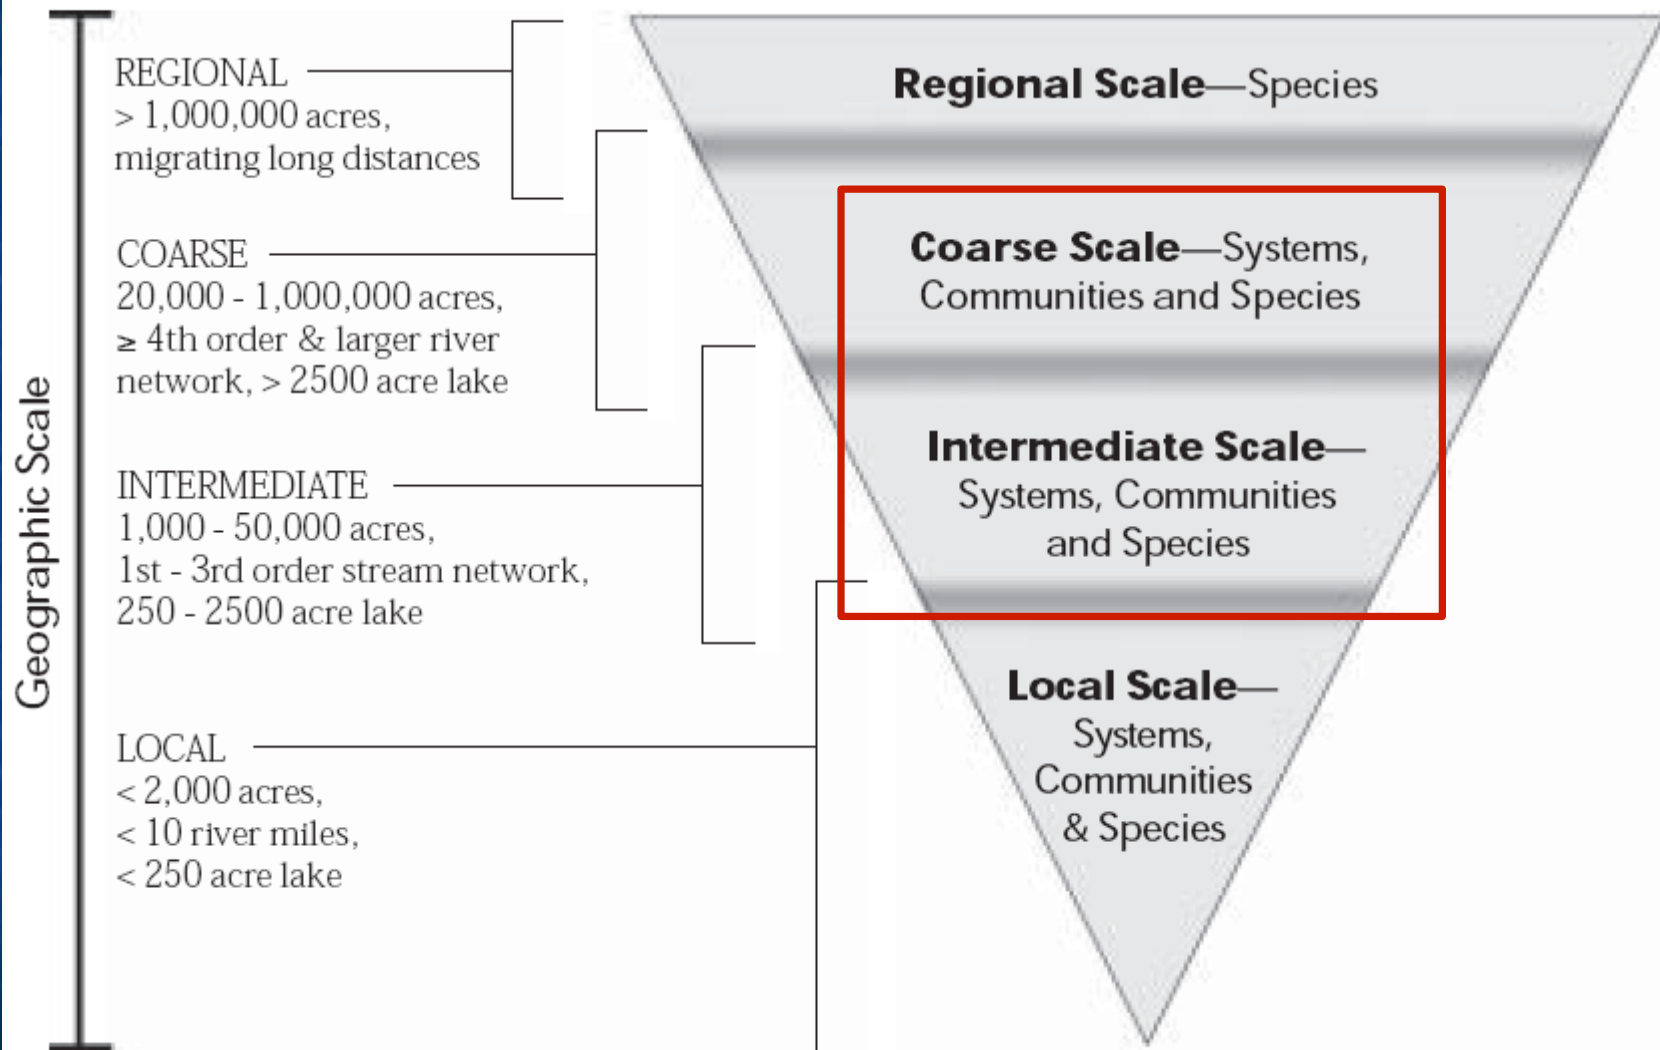 Geographic Scale
REGIONAL
> 1,000,000 acres,
migrating long distances
COARSE
20,000 - 1,000,000 acres,
≥ 4th order & larger river
network, > 2500 acre lake
INTERMEDIATE
1,000 - 50,000 acres,
1st - 3rd order stream network,
250 - 2500 acre lake
LOCAL
< 2,000 acres,
< 10 river miles,
< 250 acre lake
Regional Scale—Species
Coarse Scale—Systems,
Communities and Species
Intermediate Scale—
Systems, Communities
and Species
Local Scale—
Systems,
Communities
& Species